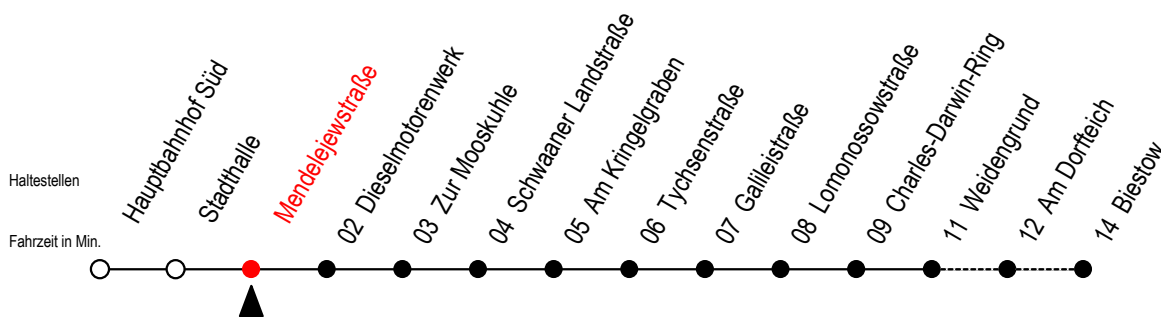 Haltestellen
Hauptbahnhof Süd
Stadthalle
Mendelejewstraße
02 Dieselmotorenwerk
03 Zur Mooskuhle
04 Schwaaner Landstraße
05 Am Kringelgraben
06 Tychsenstraße
07 Galileistraße
08 Lomonossowstraße
09 Charles-Darwin-Ring
11 Weidengrund
12 Am Dorfteich
14 Biestow
Fahrzeit in Min.